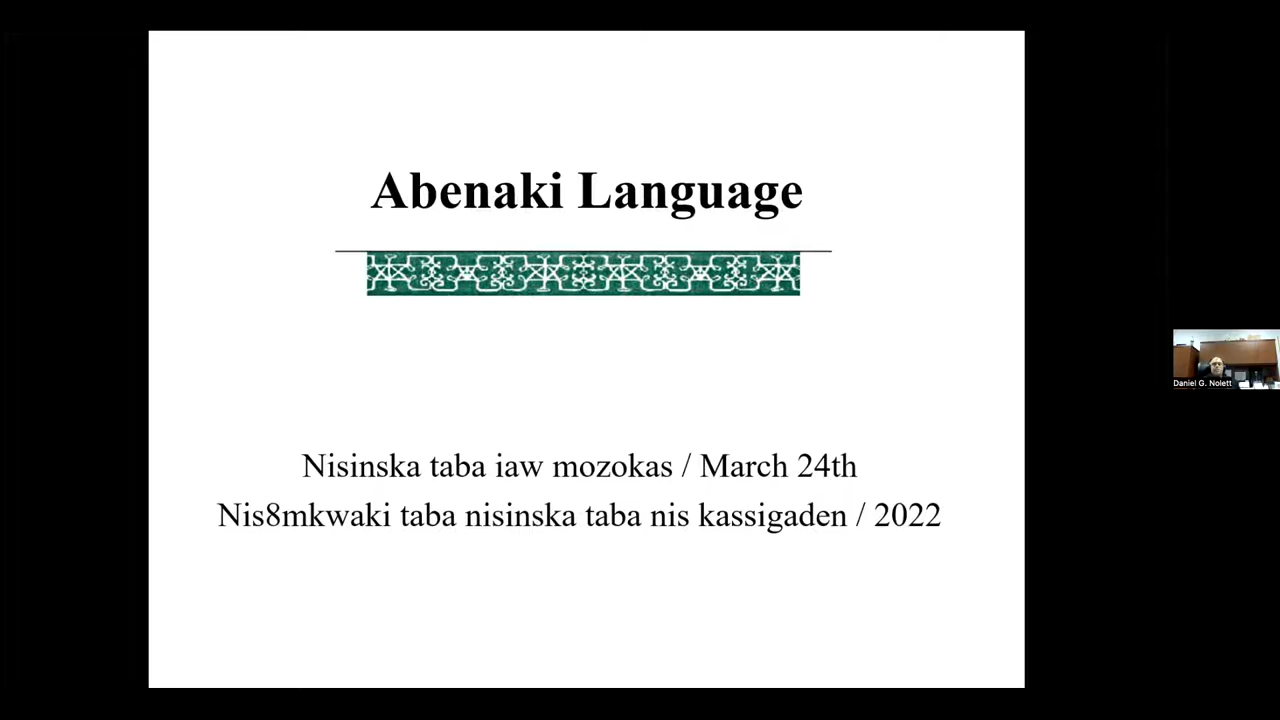 Abenaki Language
Nisinska taba iaw mozokas / March 24th
Nis8mkwaki taba nisinska taba nis kassigaden / 2022
Daniel G. Nolett